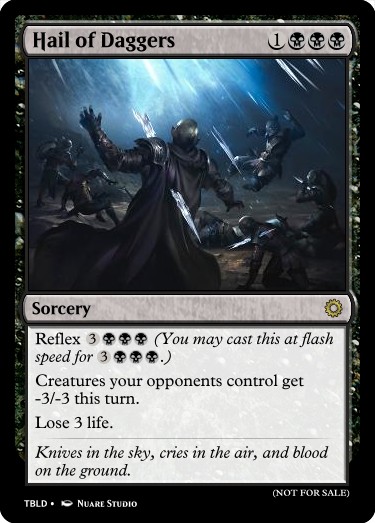 Hail of Daggers 1
Sorcery
Reflex 3 (You may cast this at flash
speed for 3 .)
Creatures your opponents control get
-3/-3 this turn.
Lose 3 life.
Knives in the sky, cries in the air, and blood
on the ground.
(NOT FOR SALE)
TBLD • NUARE STUDIO